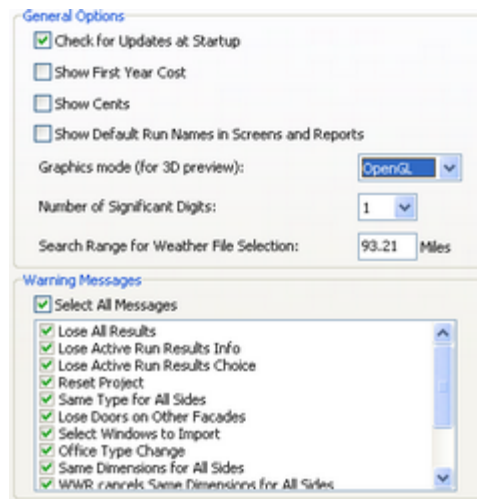 General Options
Check for Updates at Startup
Show First Year Cost
Show Cents
Show Default Run Names in Screens and Reports
Graphics mode (for 3D preview): OpenGL
Number of Significant Digits: 1
Search Range for Weather File Selection: 93.21 Miles
Warning Messages
Select All Messages
Lose All Results
Lose Active Run Results Info
Lose Active Run Results Choice
Reset Project
Same Type for All Sides
Lose Doors on Other Facades
Select Windows to Import
Office Type Change
Same Dimensions for All Sides
WWR cancels Same Dimensions for All Sides